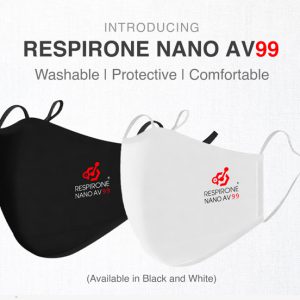 INTRODUCING
RESPIRONE NANO AV99
Washable | Protective | Comfortable
RESPIRONE
NANO AV99
RESPIRONE
NANO AV99
(Available in Black and White)